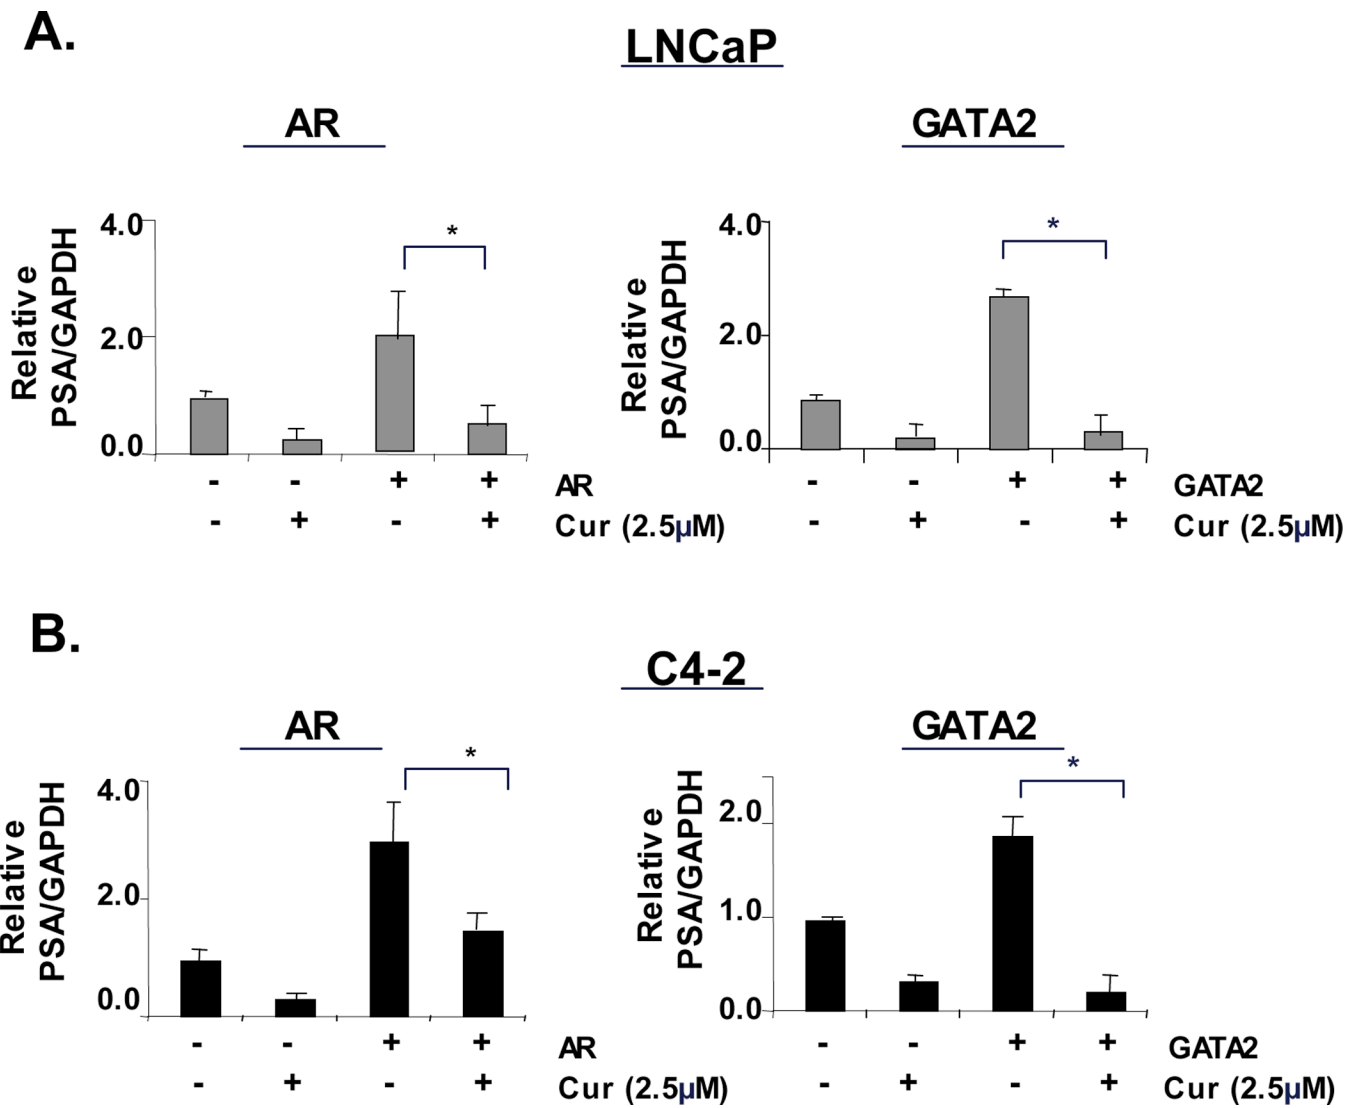 A.
LNCaP
AR
GATA2
Relative
PSA/GAPDH
4.0
2.0
0.0
*
- - + +
AR
- + - +
Cur (2.5µM)
Relative
PSA/GAPDH
4.0
2.0
0.0
*
- - + +
GATA2
- + - +
Cur (2.5µM)
B.
C4-2
AR
GATA2
Relative
PSA/GAPDH
4.0
2.0
0.0
*
- - + +
AR
- + - +
Cur (2.5µM)
Relative
PSA/GAPDH
2.0
1.0
0.0
*
- - + +
GATA2
- + - +
Cur (2.5µM)